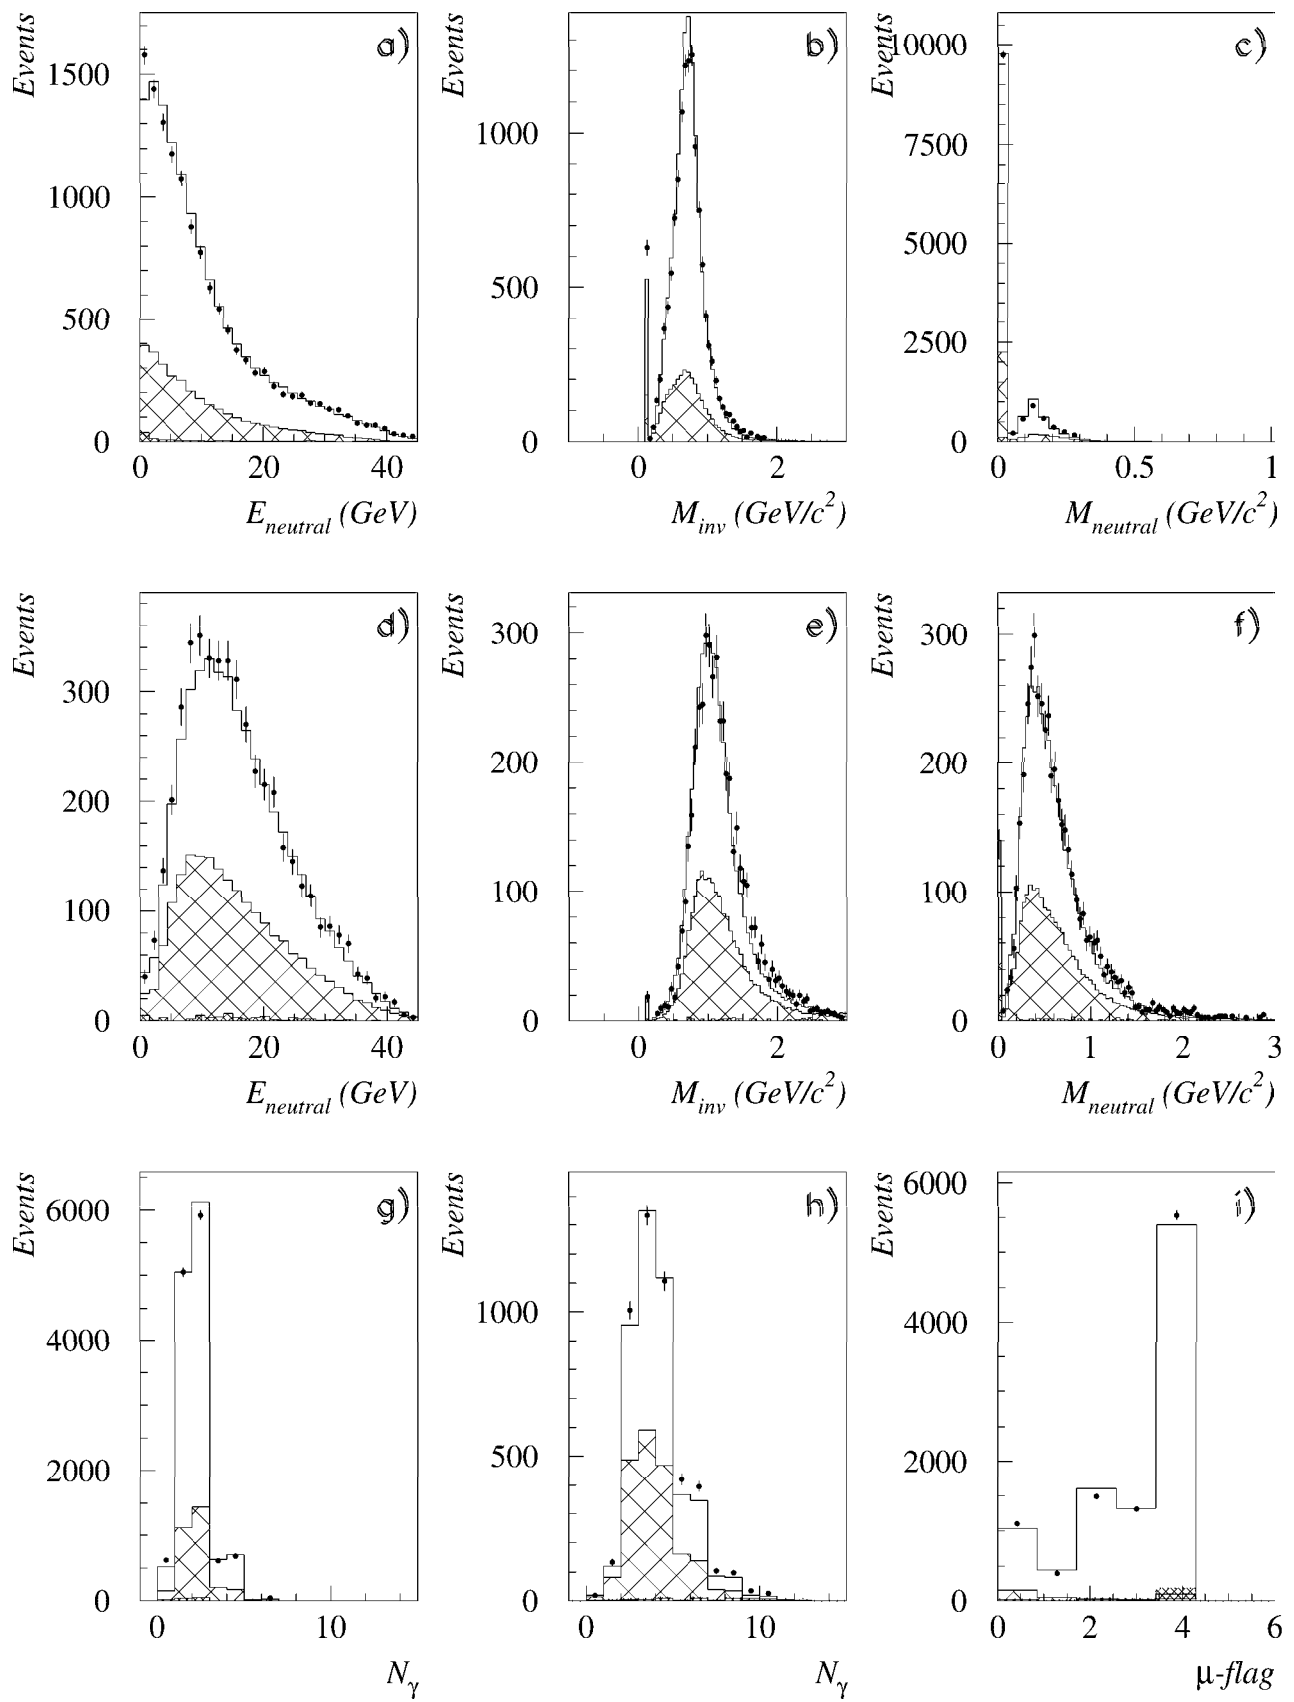 Events
a)
1500
1000
500
0
0 20 40
E_neutral (GeV)
Events
b)
1000
500
0
0 2
M_inv (GeV/c²)
Events
c)
10000
7500
5000
2500
0
0 0.5 1
M_neutral (GeV/c²)
Events
d)
300
200
100
0
0 20 40
E_neutral (GeV)
Events
e)
300
200
100
0
0 2
M_inv (GeV/c²)
Events
f)
300
200
100
0
0 1 2 3
M_neutral (GeV/c²)
Events
g)
6000
4000
2000
0
0 10
N_γ
Events
h)
1000
500
0
0 10
N_γ
Events
i)
6000
4000
2000
0
0 2 4 6
μ-flag